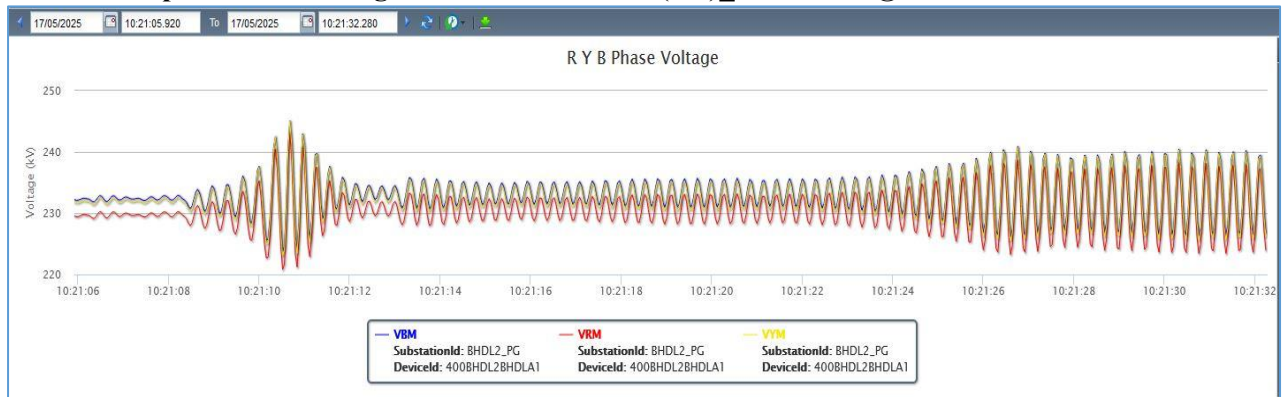 17/05/2025 10:21:05.920 To 17/05/2025 10:21:32.280
R Y B Phase Voltage
250
240
230
220
Voltage (kV)
10:21:06 10:21:08 10:21:10 10:21:12 10:21:14 10:21:16 10:21:18 10:21:20 10:21:22 10:21:24 10:21:26 10:21:28 10:21:30 10:21:32
VBM VRM VYM
SubstationId: BHDL2_PG SubstationId: BHDL2_PG SubstationId: BHDL2_PG
DeviceId: 400BHDL2BHDLA1 DeviceId: 400BHDL2BHDLA1 DeviceId: 400BHDL2BHDLA1